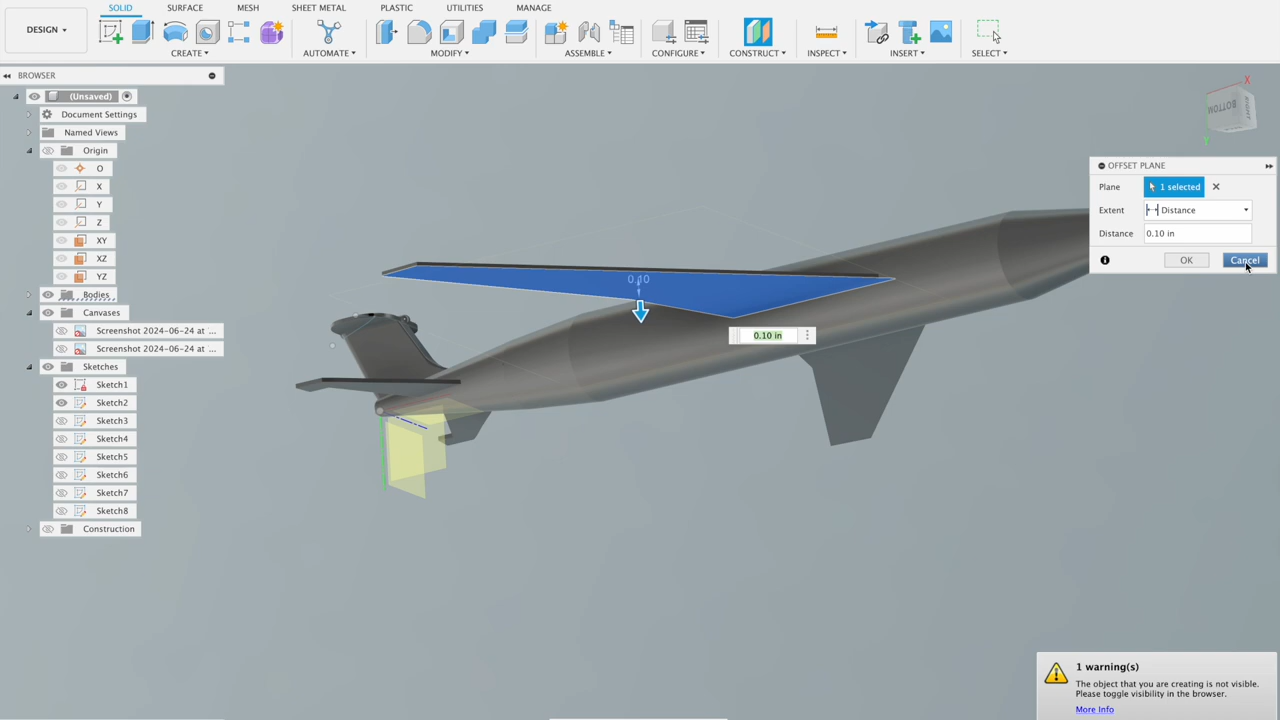 SOLID SURFACE MESH SHEET METAL PLASTIC UTILITIES MANAGE
DESIGN
CREATE AUTOMATE MODIFY ASSEMBLE CONFIGURE CONSTRUCT INSPECT INSERT SELECT
BROWSER
(Unsaved)
Document Settings
Named Views
Origin
O
X
Y
Z
XY
XZ
YZ
Bodies
Canvases
Screenshot 2024-06-24 at ...
Screenshot 2024-06-24 at ...
Sketches
Sketch1
Sketch2
Sketch3
Sketch4
Sketch5
Sketch6
Sketch7
Sketch8
Construction
0.10
0.10 in
X
BOTTOM
RIGHT
Y
OFFSET PLANE
Plane 1 selected
Extent Distance
Distance 0.10 in
OK Cancel
1 warning(s)
The object that you are creating is not visible.
Please toggle visibility in the browser.
More Info